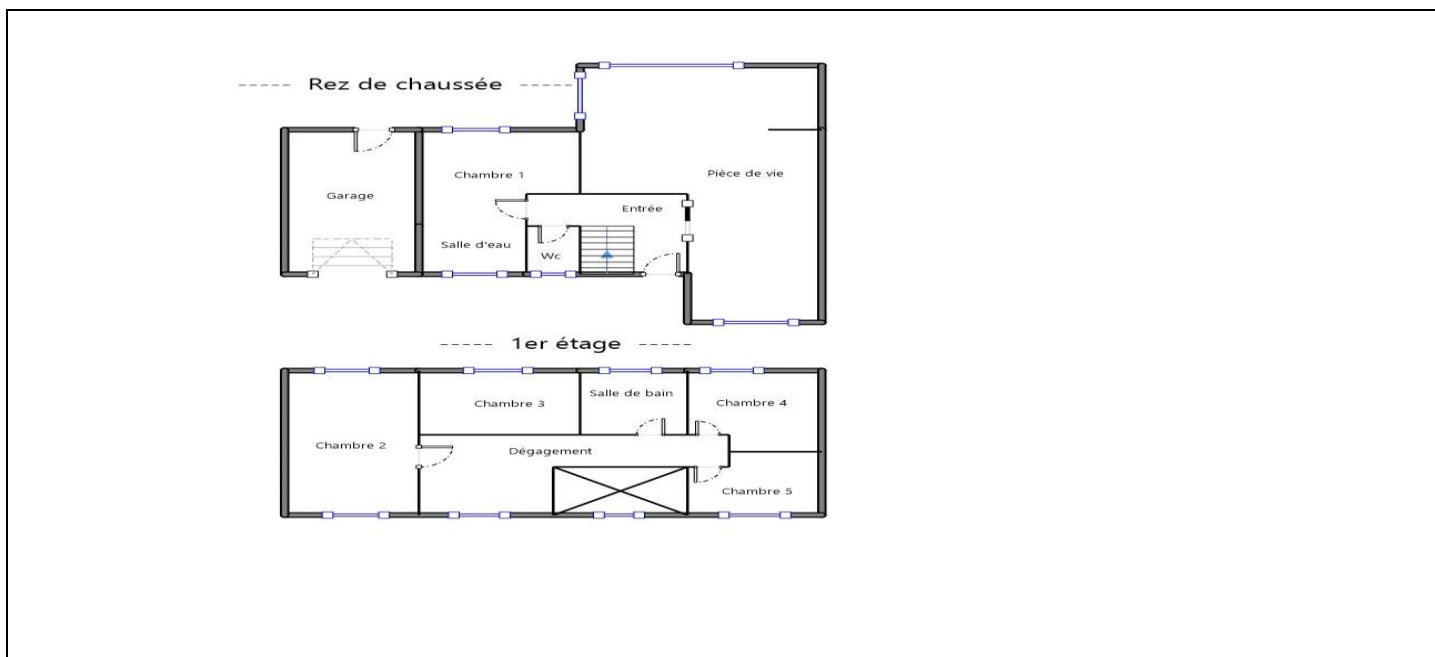 Rez de chaussée
Chambre 1
Pièce de vie
Garage
Entrée
Salle d'eau
Wc
1er étage
Salle de bain
Chambre 3
Chambre 4
Chambre 2
Dégagement
Chambre 5